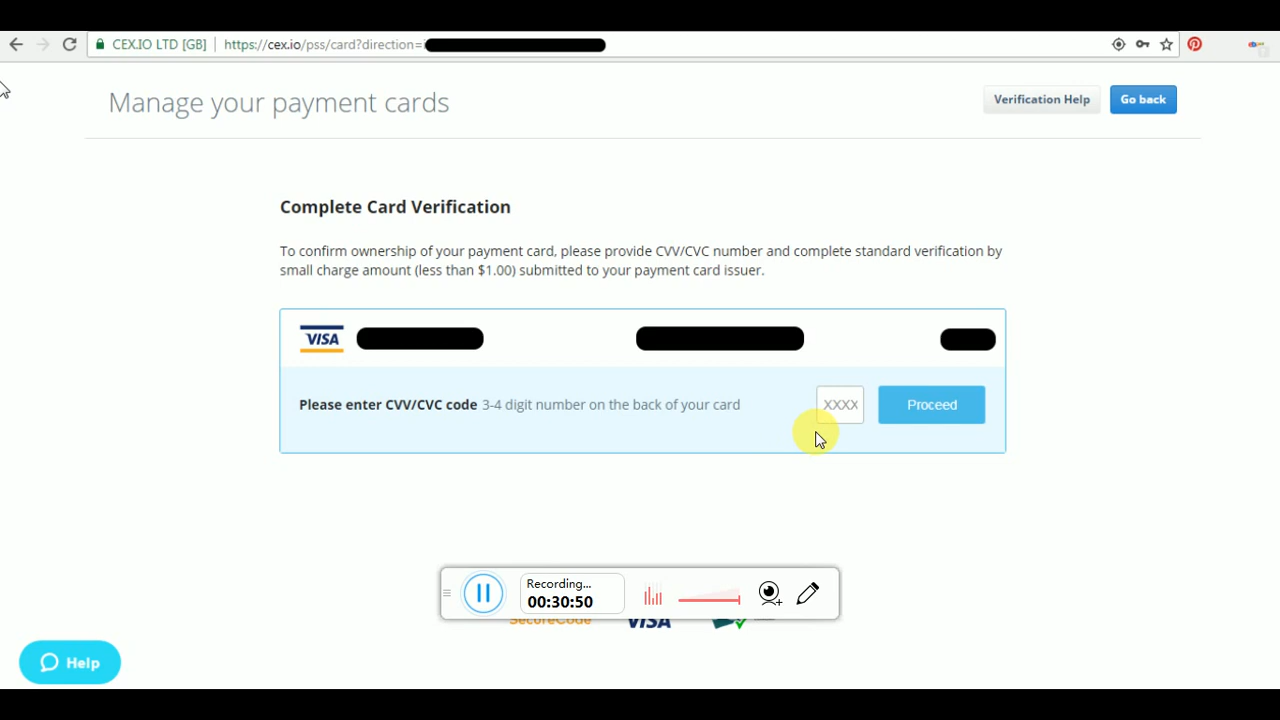 CEX.IO LTD [GB] https://cex.io/pss/card?direction=
Manage your payment cards
Verification Help
Go back
Complete Card Verification
To confirm ownership of your payment card, please provide CVV/CVC number and complete standard verification by
small charge amount (less than $1.00) submitted to your payment card issuer.
VISA
Please enter CVV/CVC code 3-4 digit number on the back of your card
XXXX
Proceed
Recording...
00:30:50
SecureCode
VISA
Help